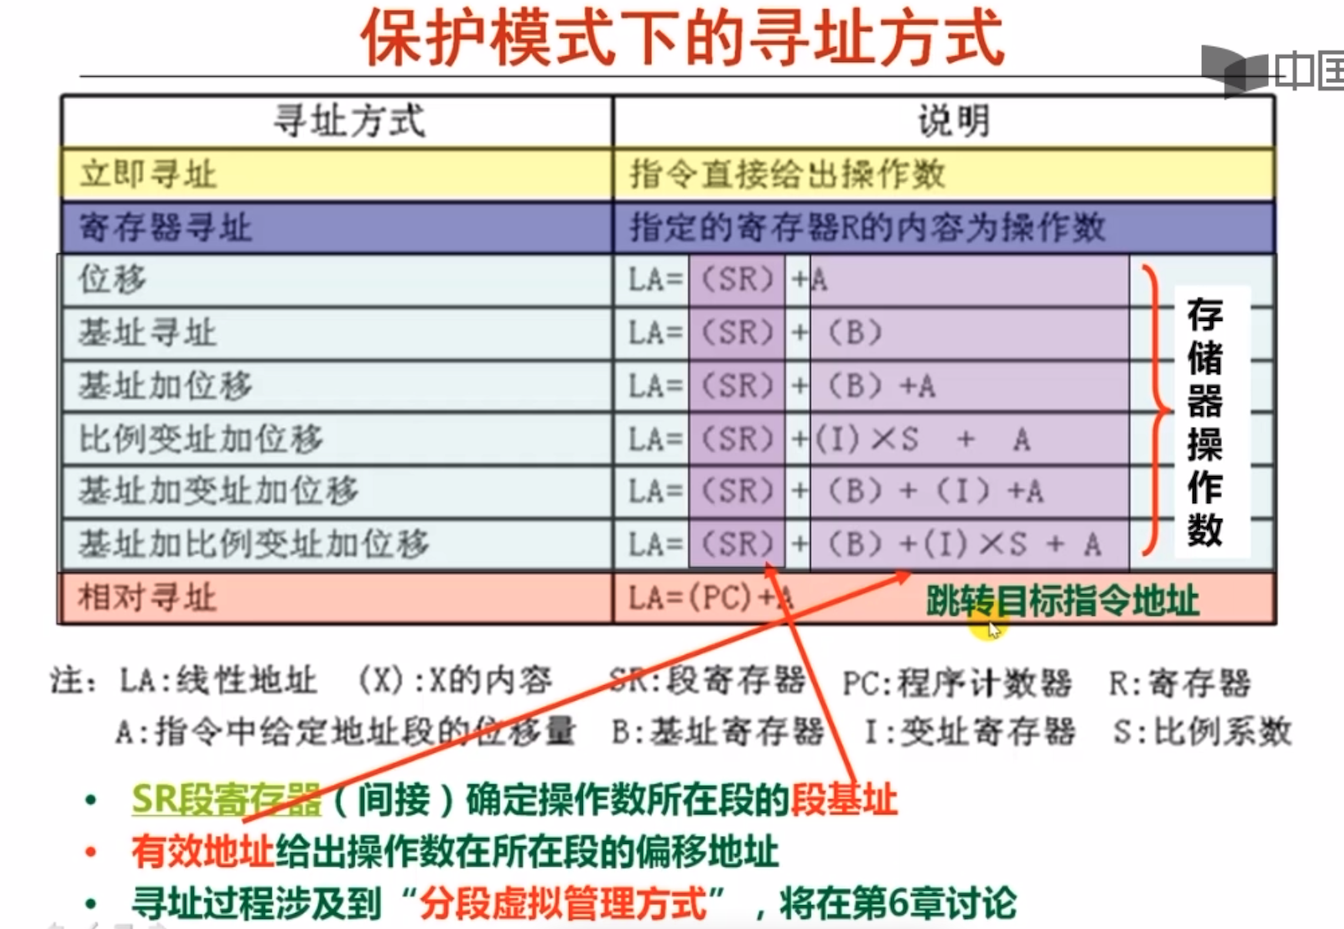 保护模式下的寻址方式
中国
寻址方式 说明
立即寻址 指令直接给出操作数
寄存器寻址 指定的寄存器R的内容为操作数
位移 LA=(SR)+A
基址寻址 LA=(SR)+(B)
基址加位移 LA=(SR)+(B)+A
比例变址加位移 LA=(SR)+(I)×S + A
基址加变址加位移 LA=(SR)+(B)+(I)+A
基址加比例变址加位移 LA=(SR)+(B)+(I)×S + A
存储器操作数
相对寻址 LA=(PC)+A 跳转目标指令地址
注: LA:线性地址 (X):X的内容 SR:段寄存器 PC:程序计数器 R:寄存器
A:指令中给定地址段的位移量 B:基址寄存器 I:变址寄存器 S:比例系数
• SR段寄存器（间接）确定操作数所在段的段基址
• 有效地址给出操作数在所在段的偏移地址
• 寻址过程涉及到“分段虚拟管理方式”，将在第6章讨论